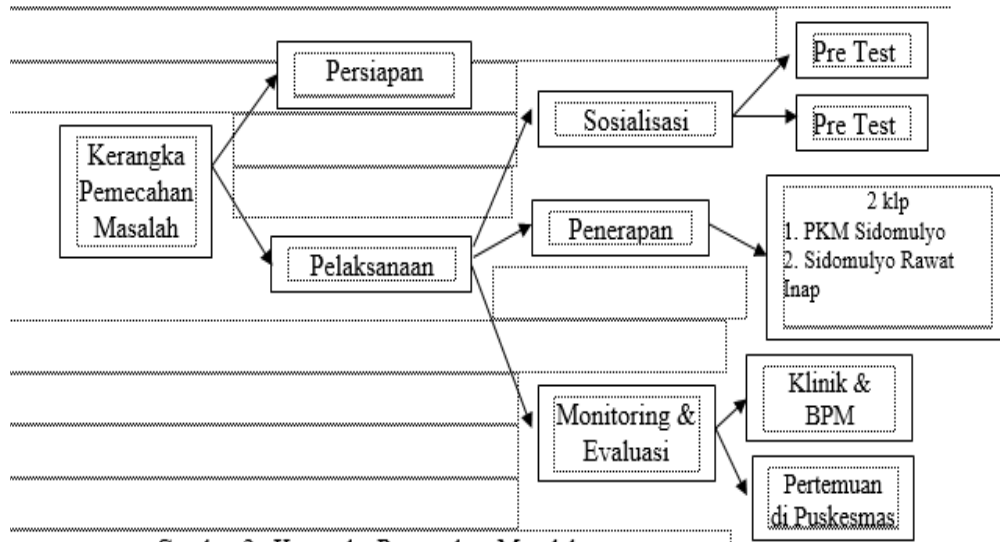 Persiapan
Pre Test
Sosialisasi
Pre Test
Kerangka
Pemecahan
Masalah
Pelaksanaan
Penerapan
2 klp
1. PKM Sidomulyo
2. Sidomulyo Rawat
Inap
Monitoring &
Evaluasi
Klinik &
BPM
Pertemuan
di Puskesmas